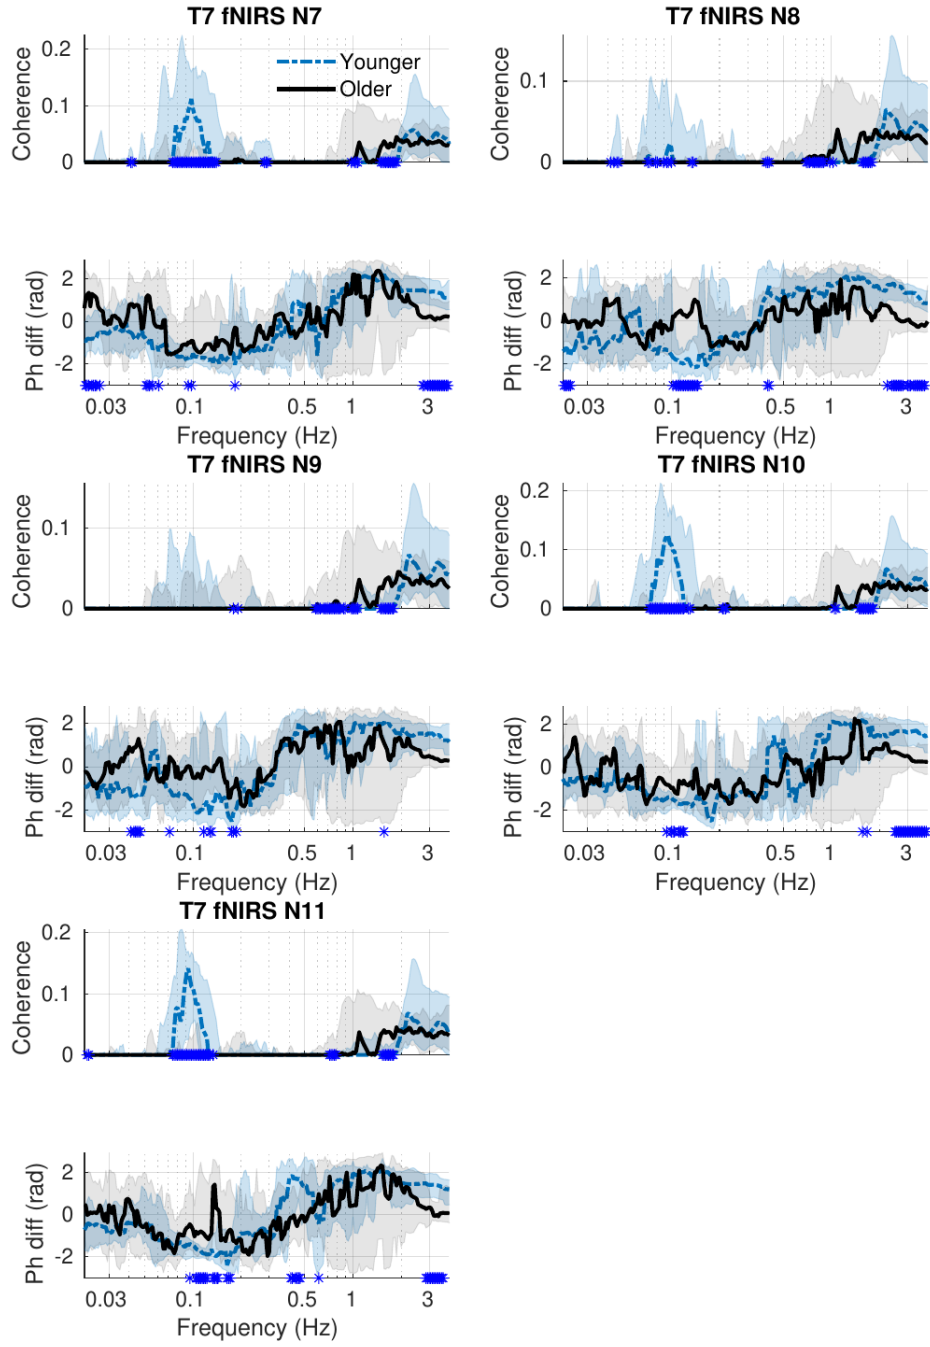 T7 fNIRS N7
T7 fNIRS N8
0.2
0.1
0
Coherence
Younger
Older
0.1
0
Coherence
2
0
-2
Ph diff (rad)
0.03 0.1 0.5 1 3
Frequency (Hz)
2
0
-2
Ph diff (rad)
0.03 0.1 0.5 1 3
Frequency (Hz)
T7 fNIRS N9
T7 fNIRS N10
0.1
0
Coherence
0.2
0.1
0
Coherence
2
0
-2
Ph diff (rad)
0.03 0.1 0.5 1 3
Frequency (Hz)
2
0
-2
Ph diff (rad)
0.03 0.1 0.5 1 3
Frequency (Hz)
T7 fNIRS N11
0.2
0.1
0
Coherence
2
0
-2
Ph diff (rad)
0.03 0.1 0.5 1 3
Frequency (Hz)